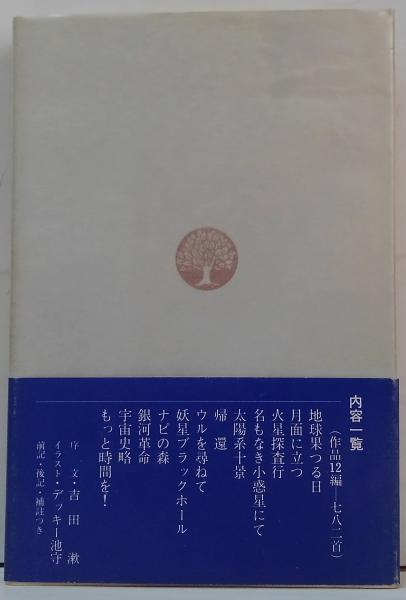 内容一覧
(作品12編―七八二首)
地球果つる日
月面に立つ
火星探査行
名もなき小惑星にて
太陽系十景
帰還
ウルを尋ねて
妖星ブラックホール
ナビの森
銀河革命
宇宙史略
もっと時間を!
序文・吉田漱
イラスト・デッキー池守
前記・後記・補註つき